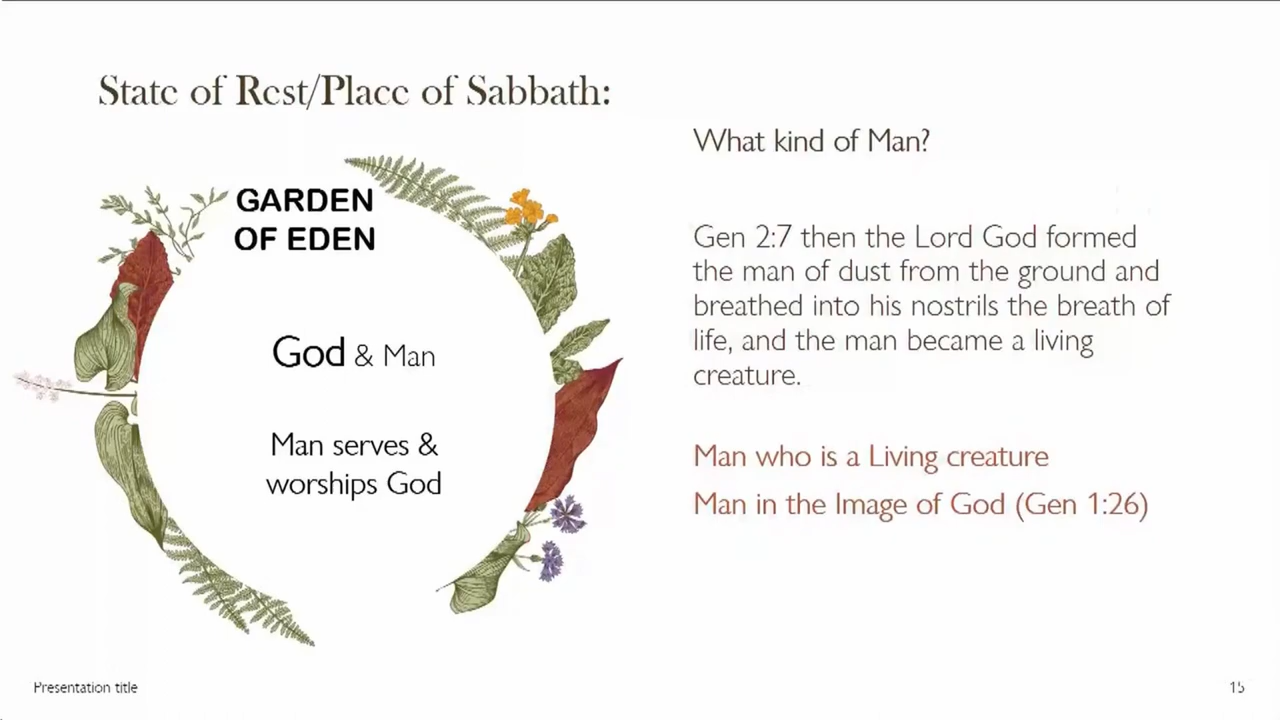 State of Rest/Place of Sabbath:
GARDEN
OF EDEN
God & Man
Man serves &
worships God
What kind of Man?
Gen 2:7 then the Lord God formed
the man of dust from the ground and
breathed into his nostrils the breath of
life, and the man became a living
creature.
Man who is a Living creature
Man in the Image of God (Gen 1:26)
Presentation title
15